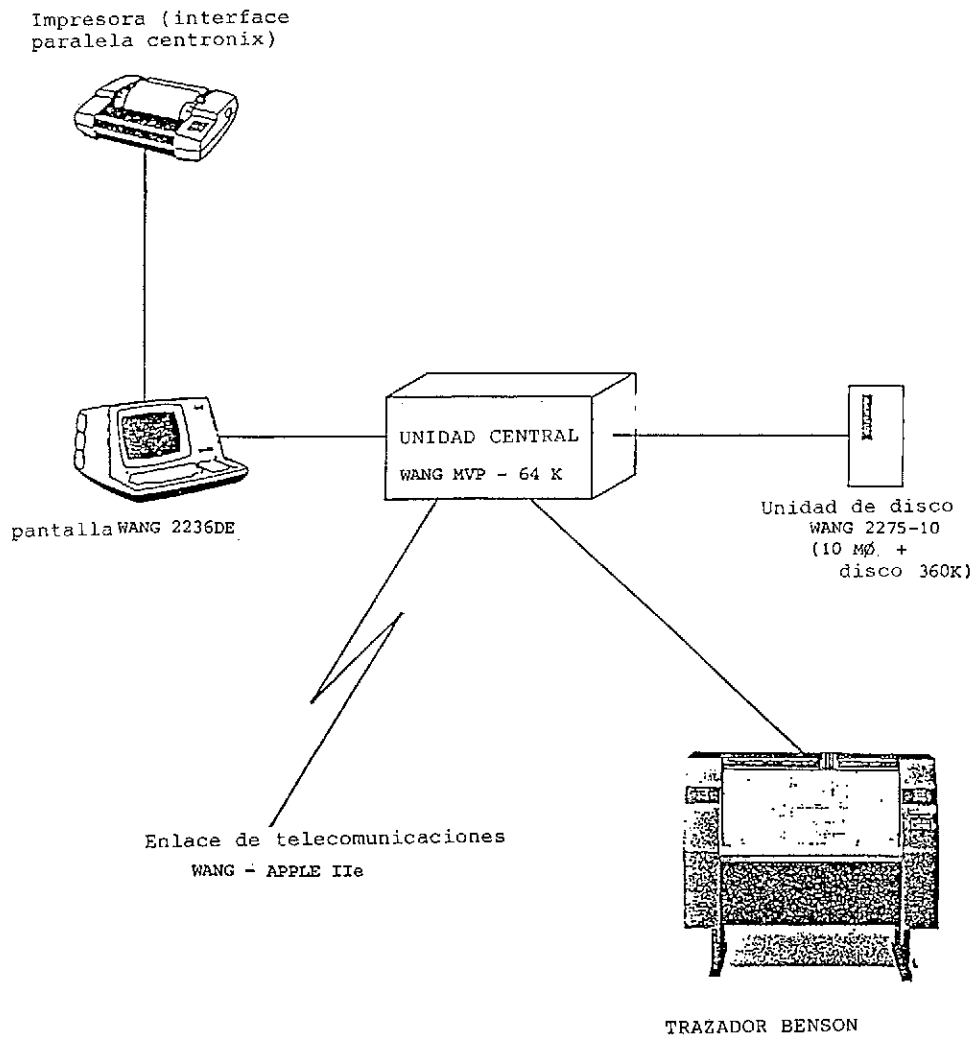 Impresora (interface
paralela centronix)
UNIDAD CENTRAL
WANG MVP - 64 K
pantalla WANG 2236DE
Unidad de disco
WANG 2275-10
(10 MØ. +
disco 360K)
Enlace de telecomunicaciones
WANG - APPLE IIe
TRAZADOR BENSON